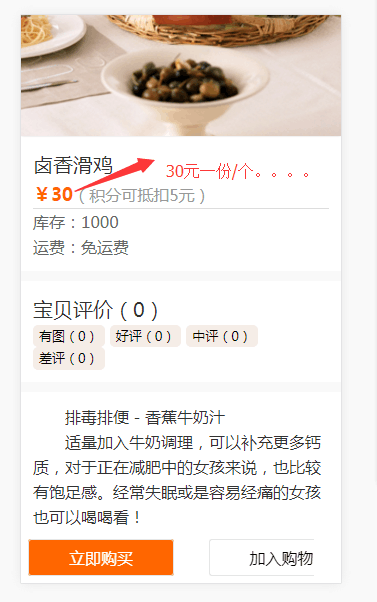 卤香滑鸡
30元一份/个。。。。
￥30（积分可抵扣5元）
库存：1000
运费：免运费
宝贝评价（0）
有图（0） 好评（0） 中评（0）
差评（0）
排毒排便－香蕉牛奶汁
适量加入牛奶调理，可以补充更多钙
质，对于正在减肥中的女孩来说，也比较
有饱足感。经常失眠或是容易经痛的女孩
也可以喝喝看！
立即购买 加入购物